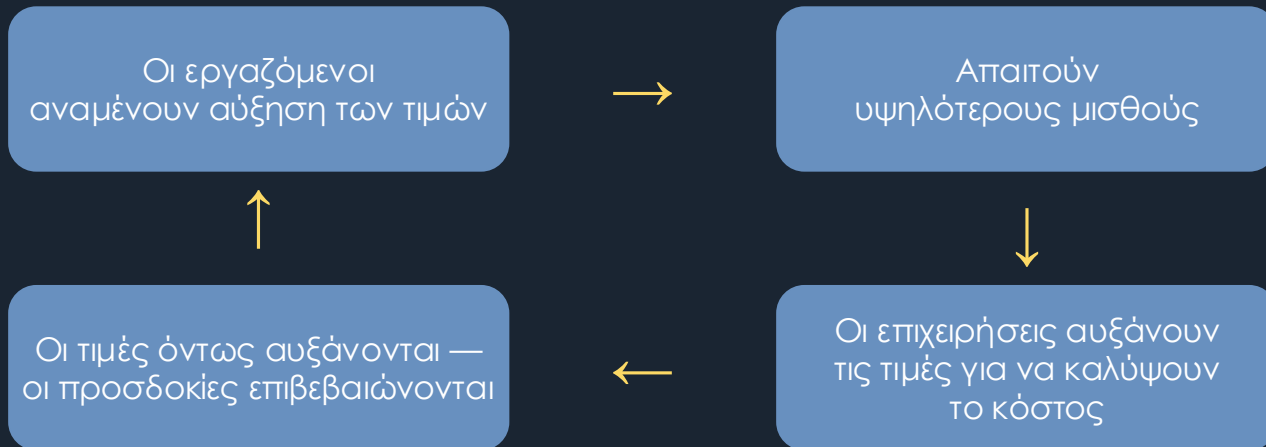 Οι εργαζόμενοι
αναμένουν αύξηση των τιμών
→
Απαιτούν
υψηλότερους μισθούς
↑
↓
Οι τιμές όντως αυξάνονται —
οι προσδοκίες επιβεβαιώνονται
←
Οι επιχειρήσεις αυξάνουν
τις τιμές για να καλύψουν
το κόστος